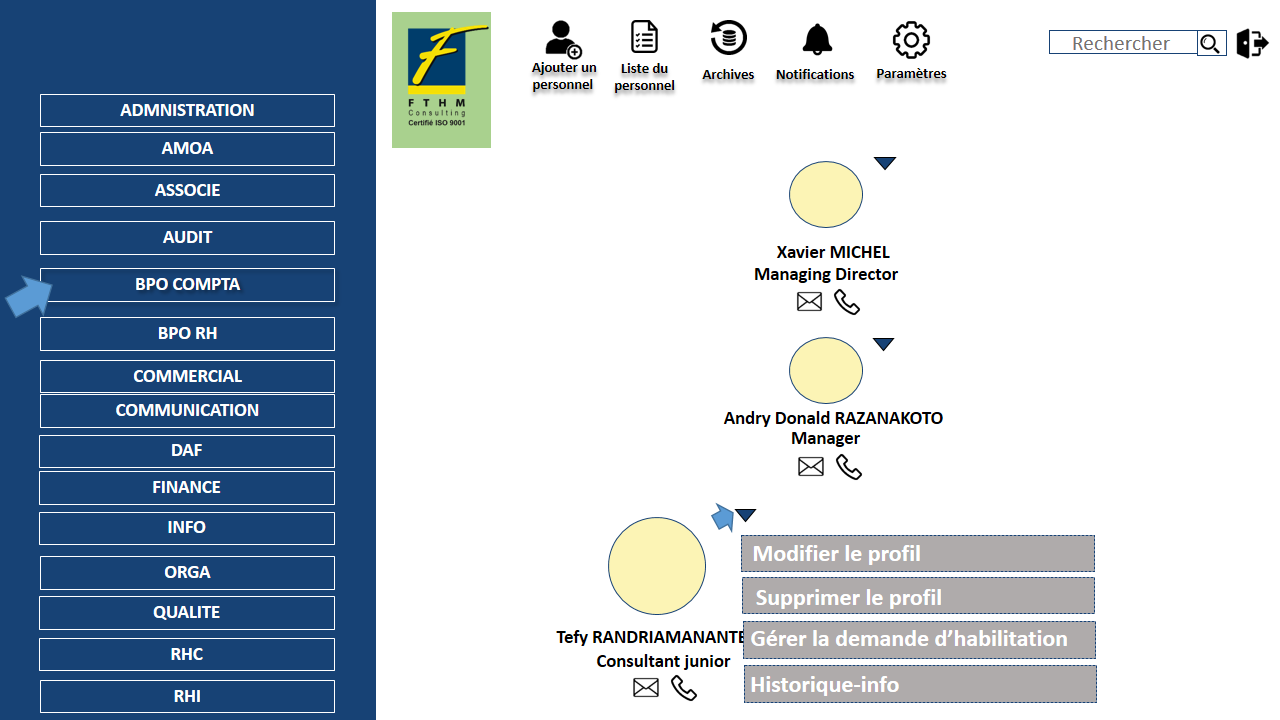 ADMNISTRATION
AMOA
ASSOCIE
AUDIT
BPO COMPTA
BPO RH
COMMERCIAL
COMMUNICATION
DAF
FINANCE
INFO
ORGA
QUALITE
RHC
RHI
F
FTHM
Consulting
Certifié ISO 9001
Ajouter un
personnel
Liste du
personnel
Archives
Notifications
Paramètres
Rechercher
Xavier MICHEL
Managing Director
Andry Donald RAZANAKOTO
Manager
Tefy RANDRIAMANANTE
Consultant junior
Modifier le profil
Supprimer le profil
Gérer la demande d’habilitation
Historique-info